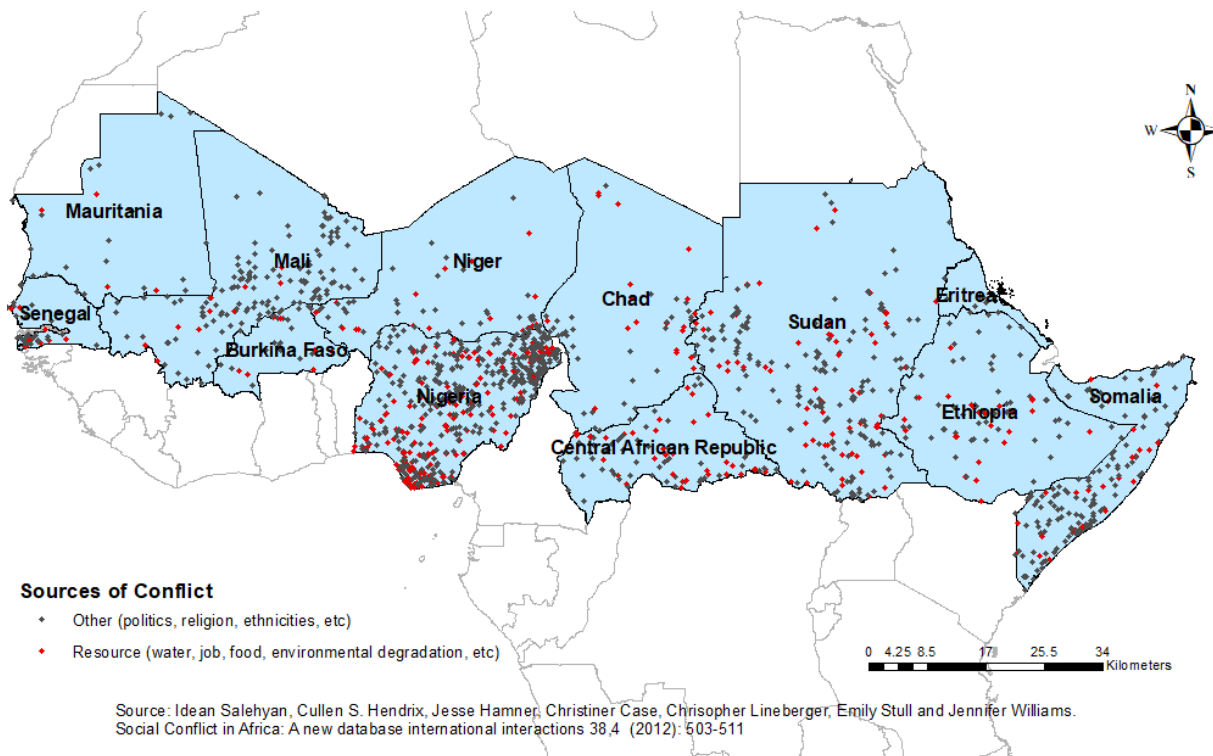 N
W
S
Mauritania
Mali
Niger
Chad
Sudan
Eritrea
Senegal
Burkina Faso
Nigeria
Ethiopia
Somalia
Central African Republic
Sources of Conflict
Other (politics, religion, ethnicities, etc)
Resource (water, job, food, environmental degradation, etc)
0 4.25 8.5 17 25.5 34
Kilometers
Source: Idean Salehyan, Cullen S. Hendrix, Jesse Hamner, Christiner Case, Chrisopher Lineberger, Emily Stull and Jennifer Williams.
Social Conflict in Africa: A new database international interactions 38,4 (2012): 503-511